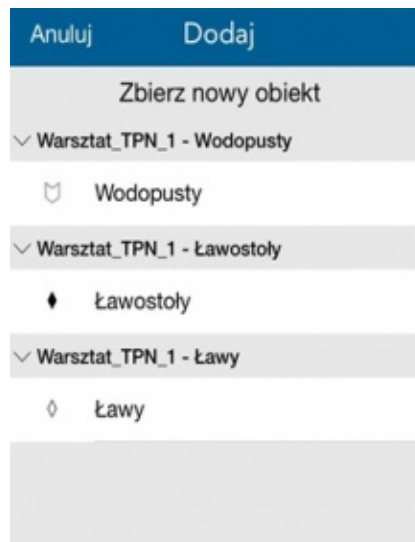 Anuluj Dodaj
Zbierz nowy obiekt
Warsztat_TPN_1 - Wodopusty
Wodopusty
Warsztat_TPN_1 - Ławostoły
Ławostoły
Warsztat_TPN_1 - Ławy
Ławy